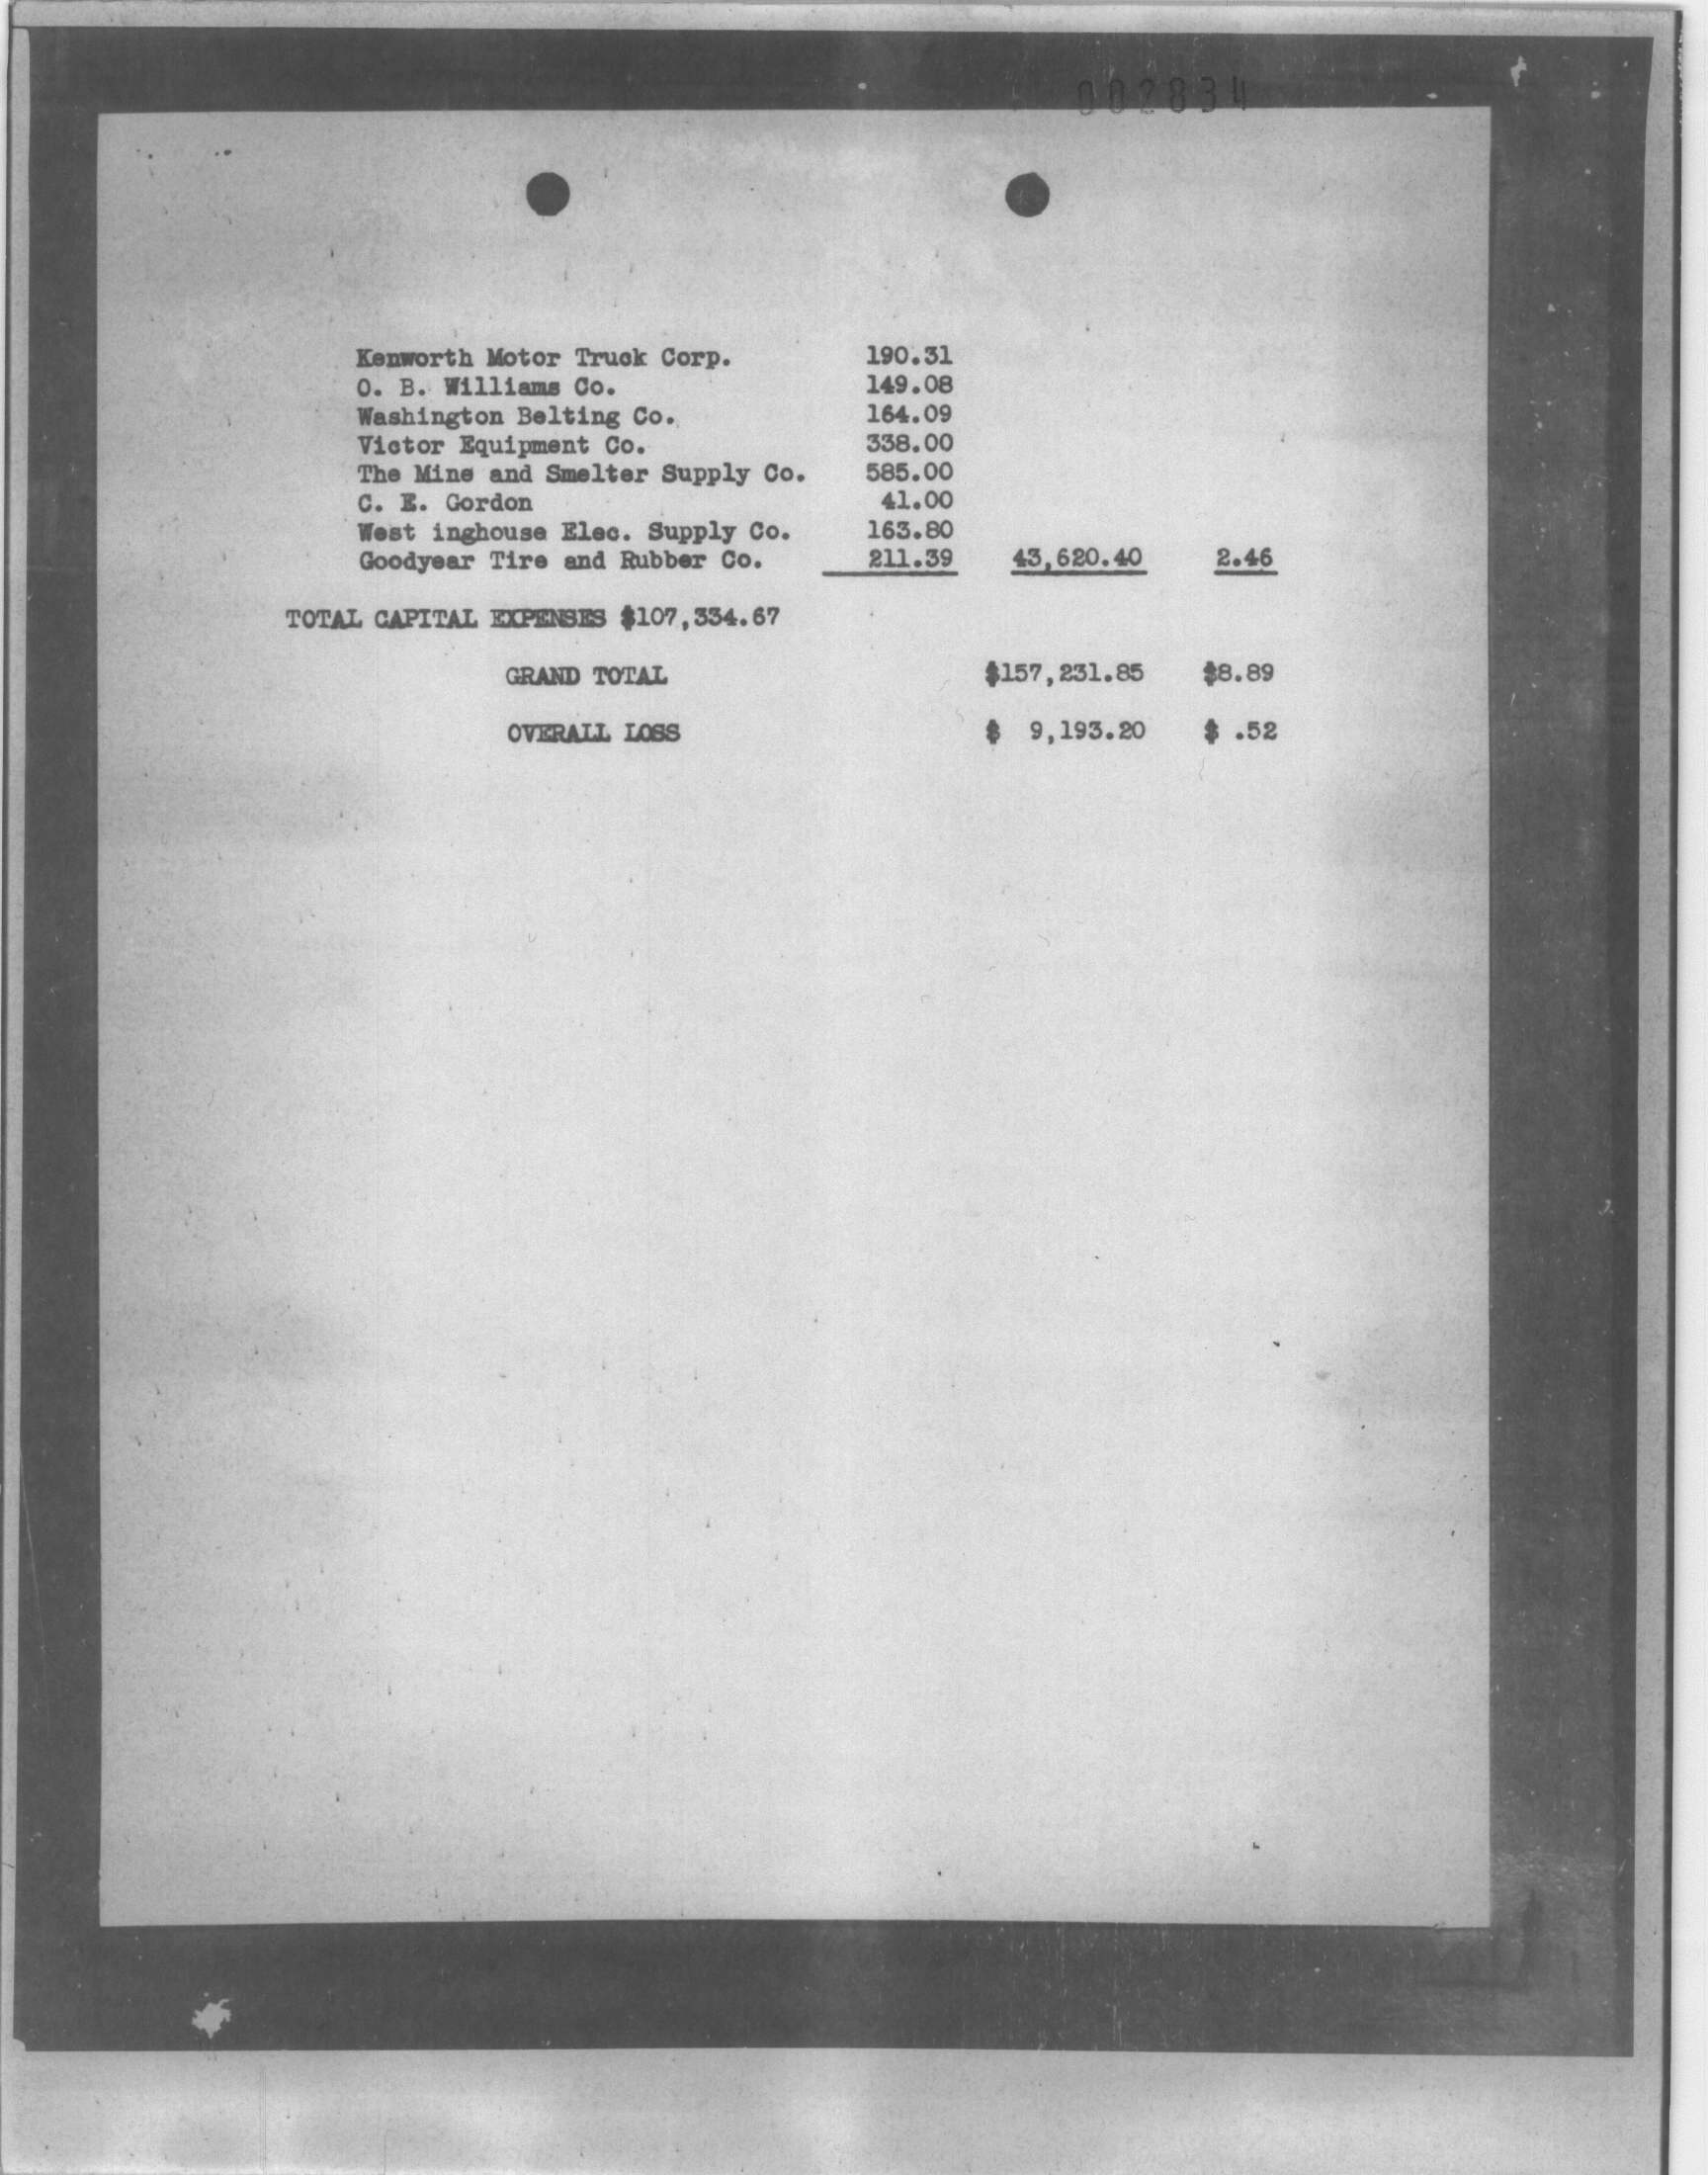 002834
Kenworth Motor Truck Corp. 190.31
O. B. Williams Co. 149.08
Washington Belting Co. 164.09
Victor Equipment Co. 338.00
The Mine and Smelter Supply Co. 585.00
C. E. Gordon 41.00
West inghouse Elec. Supply Co. 163.80
Goodyear Tire and Rubber Co. 211.39 43,620.40 2.46
TOTAL CAPITAL EXPENSES $107,334.67
GRAND TOTAL $157,231.85 $8.89
OVERALL LOSS $ 9,193.20 $ .52